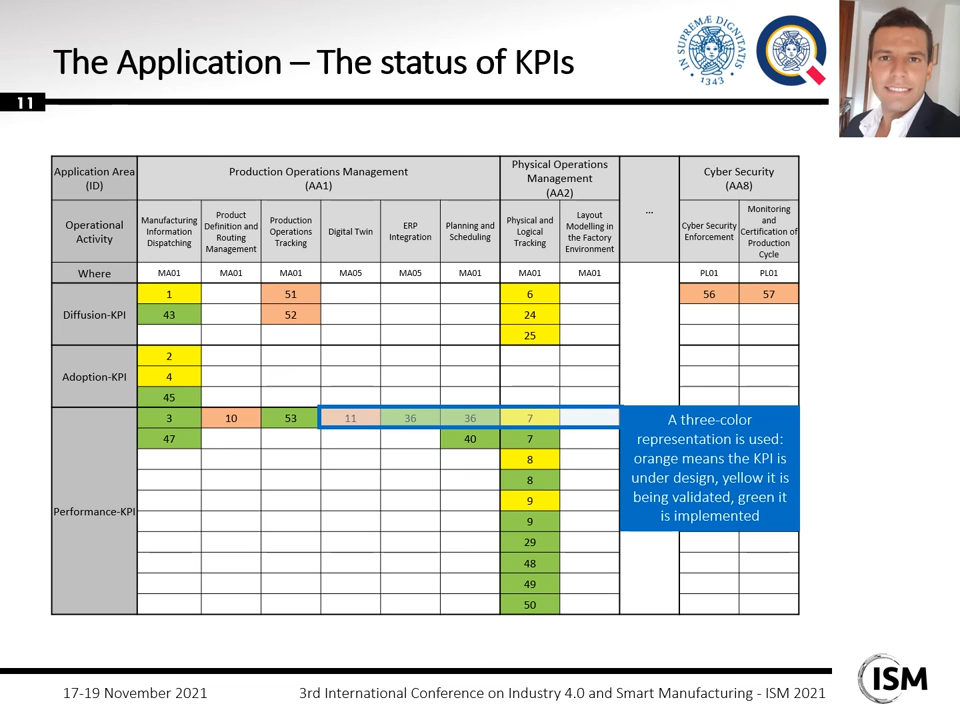 The Application – The status of KPIs
IN SUPREMÆ DIGNITATIS
1343
11
Application Area (ID)
Production Operations Management (AA1)
Physical Operations Management (AA2)
...
Cyber Security (AA8)
Operational Activity
Manufacturing Information Dispatching
Product Definition and Routing Management
Production Operations Tracking
Digital Twin
ERP Integration
Planning and Scheduling
Physical and Logical Tracking
Layout Modelling in the Factory Environment
Cyber Security Enforcement
Monitoring and Certification of Production Cycle
Where MA01 MA01 MA01 MA05 MA05 MA01 MA01 MA01 PL01 PL01
Diffusion-KPI
1 51 6 56 57
43 52 24
25
Adoption-KPI
2
4
45
Performance-KPI
3 10 53 11 36 36 7
47 40 7
8
8
9
9
29
48
49
50
A three-color
representation is used:
orange means the KPI is
under design, yellow it is
being validated, green it
is implemented
17-19 November 2021
3rd International Conference on Industry 4.0 and Smart Manufacturing - ISM 2021
ISM